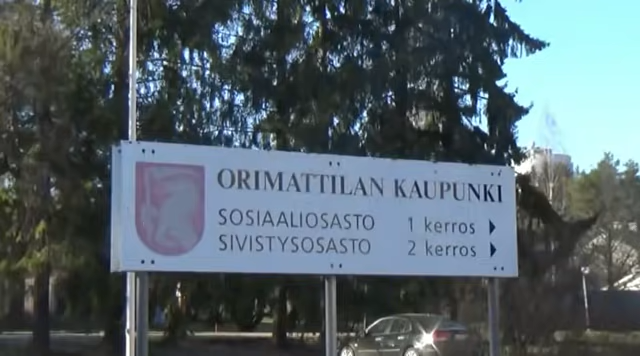 ORIMATTILAN KAUPUNKI
SOSIAALIOSASTO 1 kerros
SIVISTYSOSASTO 2 kerros